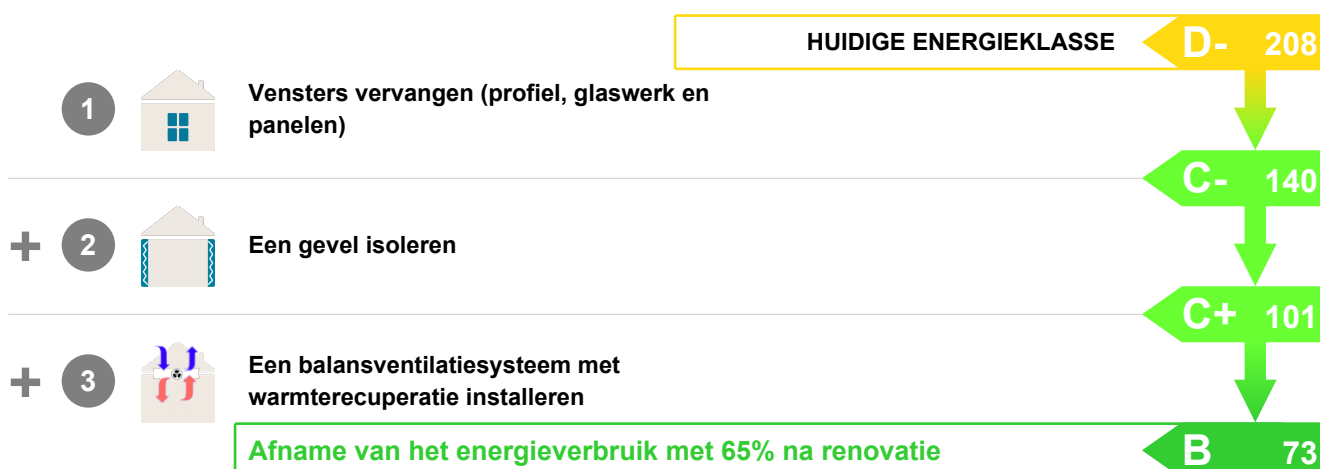 HUIDIGE ENERGIEKLASSE D- 208
1 Vensters vervangen (profiel, glaswerk en
panelen)
C- 140
+ 2 Een gevel isoleren
C+ 101
+ 3 Een balansventilatiesysteem met
warmterecuperatie installeren
Afname van het energieverbruik met 65% na renovatie B 73